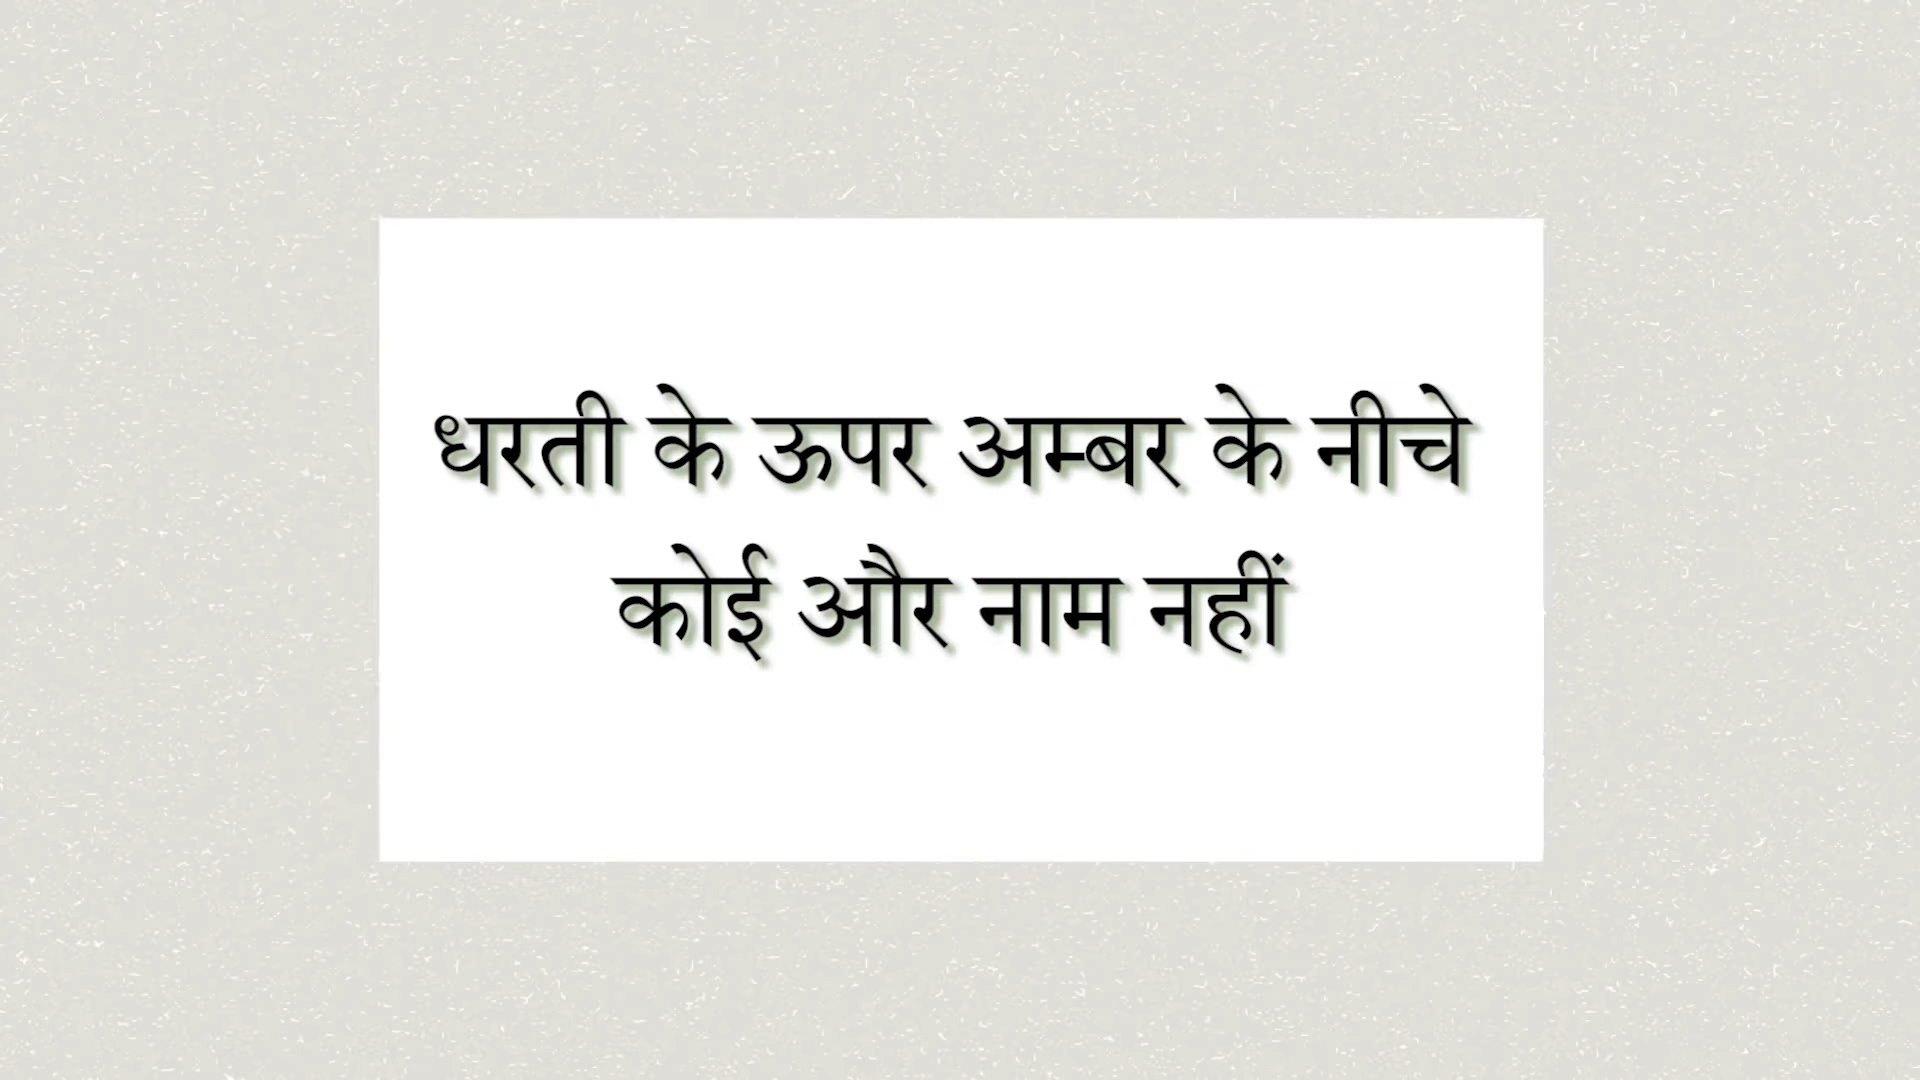 धरती के ऊपर अम्बर के नीचे
कोई और नाम नहीं